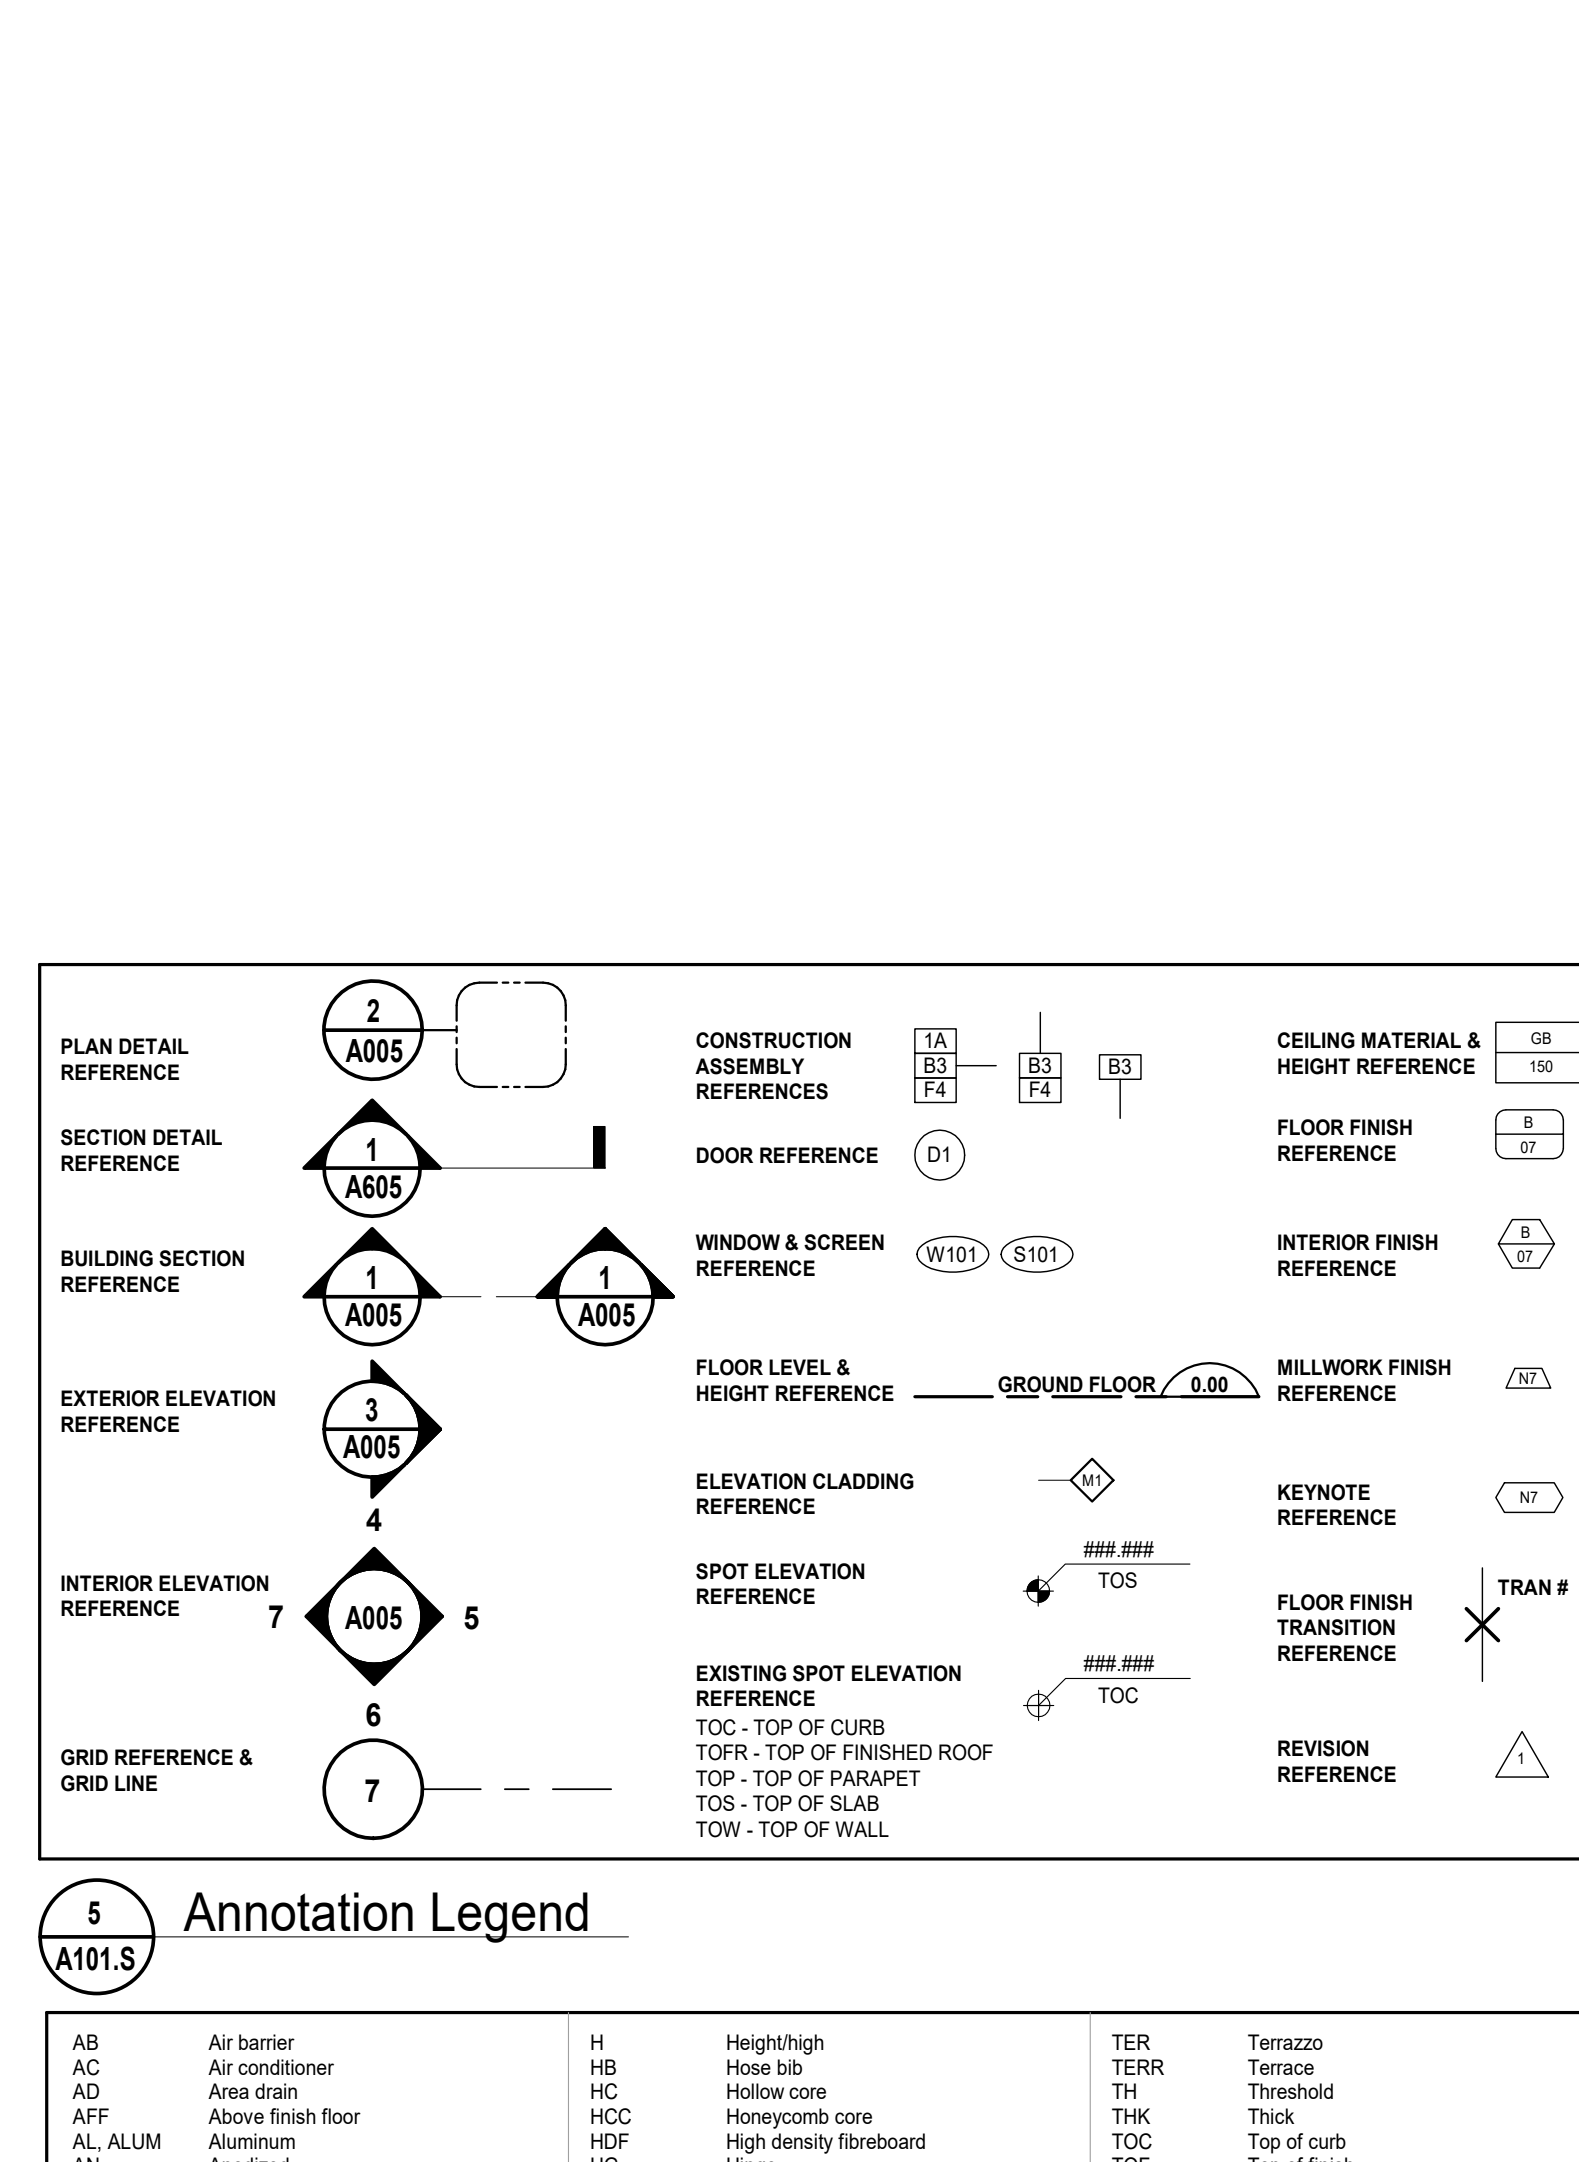 PLAN DETAIL
REFERENCE
2
A005
SECTION DETAIL
REFERENCE
1
A605
BUILDING SECTION
REFERENCE
1
A005
1
A005
EXTERIOR ELEVATION
REFERENCE
3
A005
INTERIOR ELEVATION
REFERENCE
4
7
A005
5
6
GRID REFERENCE &
GRID LINE
7
CONSTRUCTION
ASSEMBLY
REFERENCES
1A
B3
F4
B3
F4
B3
DOOR REFERENCE
D1
WINDOW & SCREEN
REFERENCE
W101
S101
FLOOR LEVEL &
HEIGHT REFERENCE
GROUND FLOOR
0.00
ELEVATION CLADDING
REFERENCE
M1
SPOT ELEVATION
REFERENCE
###.###
TOS
EXISTING SPOT ELEVATION
REFERENCE
###.###
TOC
TOC - TOP OF CURB
TOFR - TOP OF FINISHED ROOF
TOP - TOP OF PARAPET
TOS - TOP OF SLAB
TOW - TOP OF WALL
CEILING MATERIAL &
HEIGHT REFERENCE
GB
150
FLOOR FINISH
REFERENCE
B
07
INTERIOR FINISH
REFERENCE
B
07
MILLWORK FINISH
REFERENCE
N7
KEYNOTE
REFERENCE
N7
FLOOR FINISH
TRANSITION
REFERENCE
TRAN #
REVISION
REFERENCE
1
5
A101.S
Annotation Legend
AB Air barrier
AC Air conditioner
AD Area drain
AFF Above finish floor
AL, ALUM Aluminum
H Height/high
HB Hose bib
HC Hollow core
HCC Honeycomb core
HDF High density fibreboard
TER Terrazzo
TERR Terrace
TH Threshold
THK Thick
TOC Top of curb